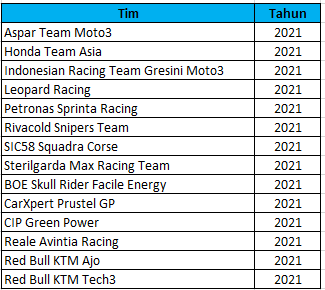 Tim Tahun
Aspar Team Moto3 2021
Honda Team Asia 2021
Indonesian Racing Team Gresini Moto3 2021
Leopard Racing 2021
Petronas Sprinta Racing 2021
Rivacold Snipers Team 2021
SIC58 Squadra Corse 2021
Sterilgarda Max Racing Team 2021
BOE Skull Rider Facile Energy 2021
CarXpert Prustel GP 2021
CIP Green Power 2021
Reale Avintia Racing 2021
Red Bull KTM Ajo 2021
Red Bull KTM Tech3 2021